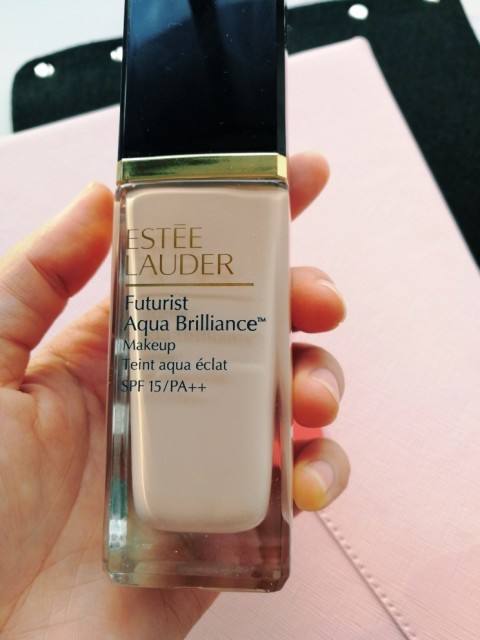 ESTĒE
LAUDER
Futurist
Aqua Brilliance™
Makeup
Teint aqua éclat
SPF 15/PA++